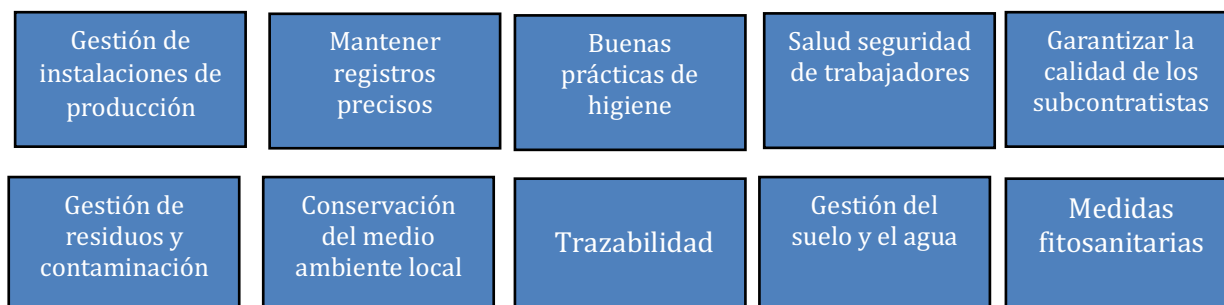 Gestión de
instalaciones de
producción
Mantener
registros
precisos
Buenas
prácticas de
higiene
Salud seguridad
de trabajadores
Garantizar la
calidad de los
subcontratistas
Gestión de
residuos y
contaminación
Conservación
del medio
ambiente local
Trazabilidad
Gestión del
suelo y el agua
Medidas
fitosanitarias